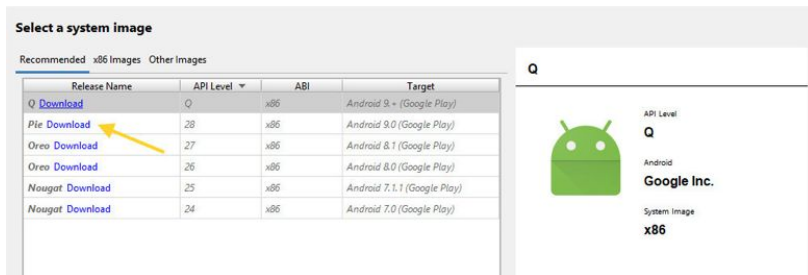 Select a system image
Recommended x86 Images Other Images
Release Name API Level ABI Target
Q Download Q x86 Android 9.+ (Google Play)
Pie Download 28 x86 Android 9.0 (Google Play)
Oreo Download 27 x86 Android 8.1 (Google Play)
Oreo Download 26 x86 Android 8.0 (Google Play)
Nougat Download 25 x86 Android 7.1.1 (Google Play)
Nougat Download 24 x86 Android 7.0 (Google Play)
Q
API Level
Q
Android
Google Inc.
System Image
x86